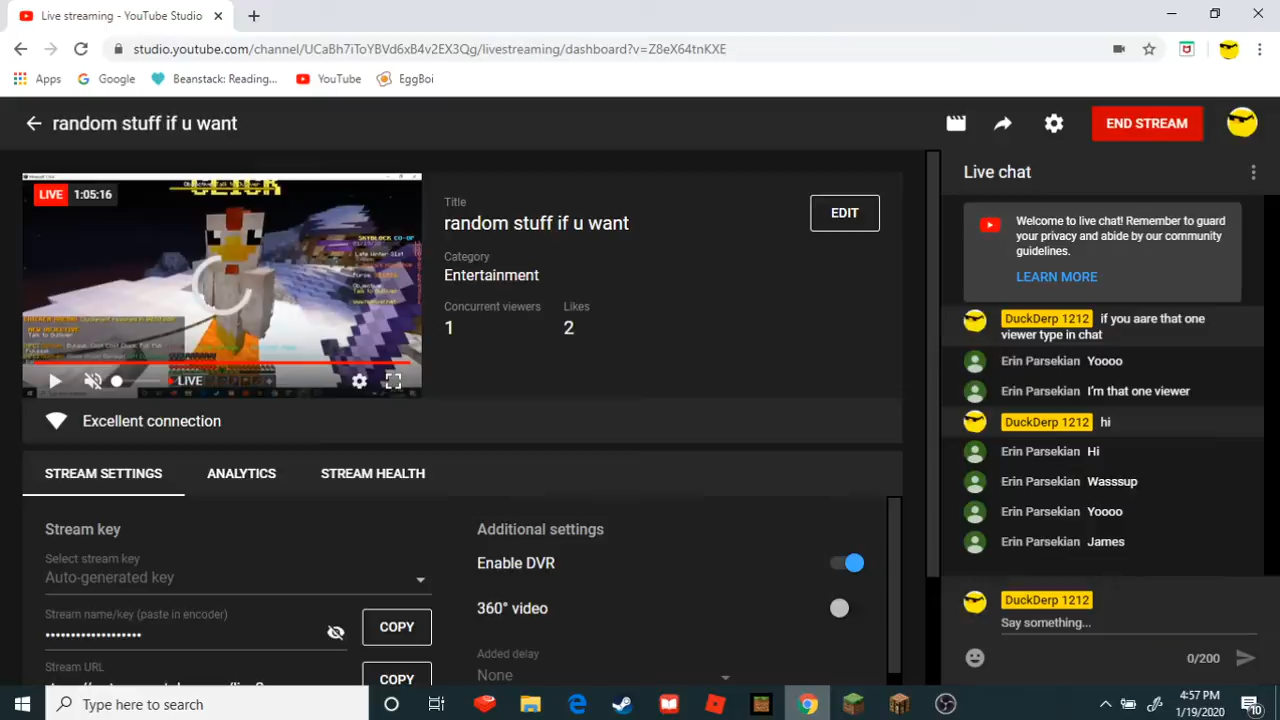 Live streaming - YouTube Studio
studio.youtube.com/channel/UCaBh7iToYBVd6xB4v2EX3Qg/livestreaming/dashboard?v=Z8eX64tnKXE
Apps Google Beanstack: Reading... YouTube EggBoi
random stuff if u want
END STREAM
LIVE 1:05:16
CLICK
SKYBLOCK CO-OP
LIVE
Title
random stuff if u want
EDIT
Category
Entertainment
Concurrent viewers Likes
1 2
Excellent connection
STREAM SETTINGS ANALYTICS STREAM HEALTH
Stream key
Select stream key
Auto-generated key
Stream name/key (paste in encoder)
•••••••••••••••••••
COPY
Stream URL
COPY
Additional settings
Enable DVR
360° video
Added delay
None
Live chat
Welcome to live chat! Remember to guard
your privacy and abide by our community
guidelines.
LEARN MORE
DuckDerp 1212 if you aare that one
viewer type in chat
Erin Parsekian Yoooo
Erin Parsekian I'm that one viewer
DuckDerp 1212 hi
Erin Parsekian Hi
Erin Parsekian Wasssup
Erin Parsekian Yoooo
Erin Parsekian James
DuckDerp 1212
Say something...
0/200
Type here to search
4:57 PM
1/19/2020
10